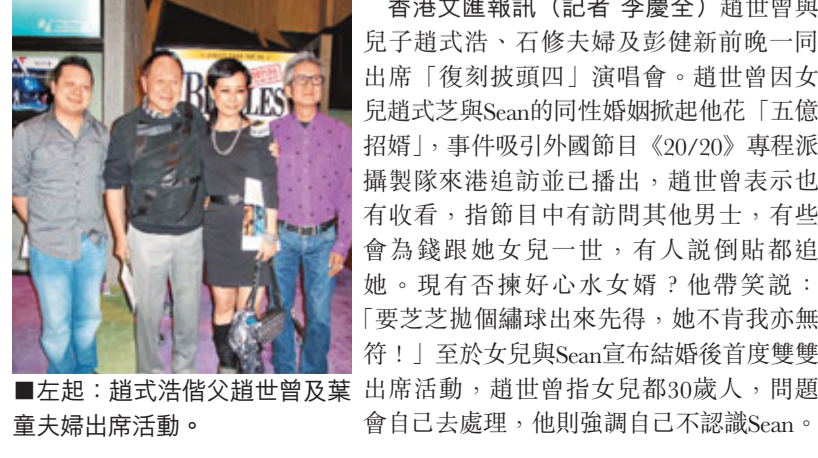 香港文匯報訊（記者 李慶全）趙世曾與
兒子趙式浩、石修夫婦及彭健新前晚一同
出席「復刻披頭四」演唱會。趙世曾因女
兒趙式芝與Sean的同性婚姻掀起他花「五億
招婿」，事件吸引外國節目《20/20》專程派
攝製隊來港追訪並已播出，趙世曾表示也
有收看，指節目中有訪問其他男士，有些
會為錢跟她女兒一世，有人説倒貼都追
她。現有否揀好心水女婿？他帶笑説：
「要芝芝拋個繡球出來先得，她不肯我亦無
符！」至於女兒與Sean宣布結婚後首度雙雙
出席活動，趙世曾指女兒都30歲人，問題
會自己去處理，他則強調自己不認識Sean。
■左起：趙式浩偕父趙世曾及葉
童夫婦出席活動。